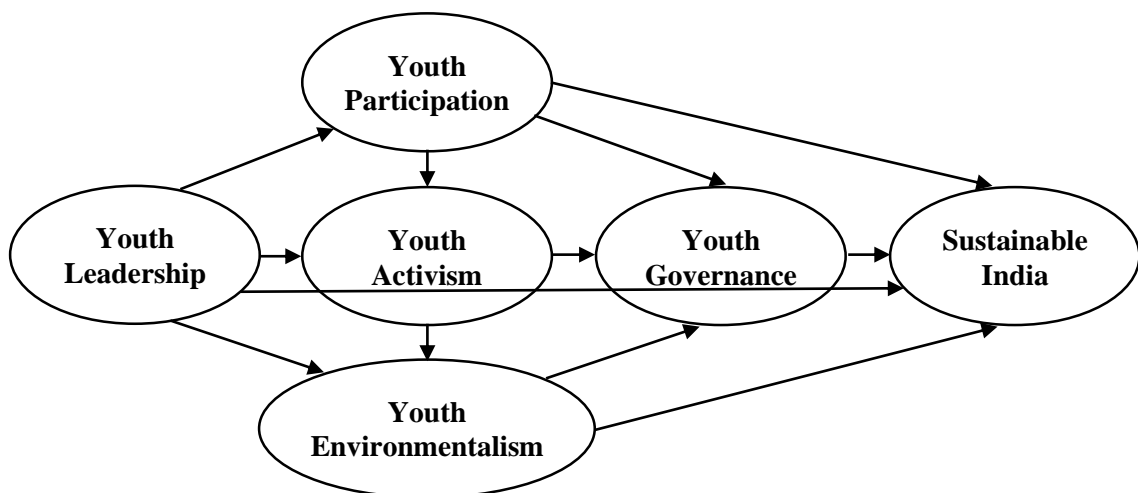 Youth
Participation
Youth
Leadership
Youth
Activism
Youth
Governance
Sustainable
India
Youth
Environmentalism